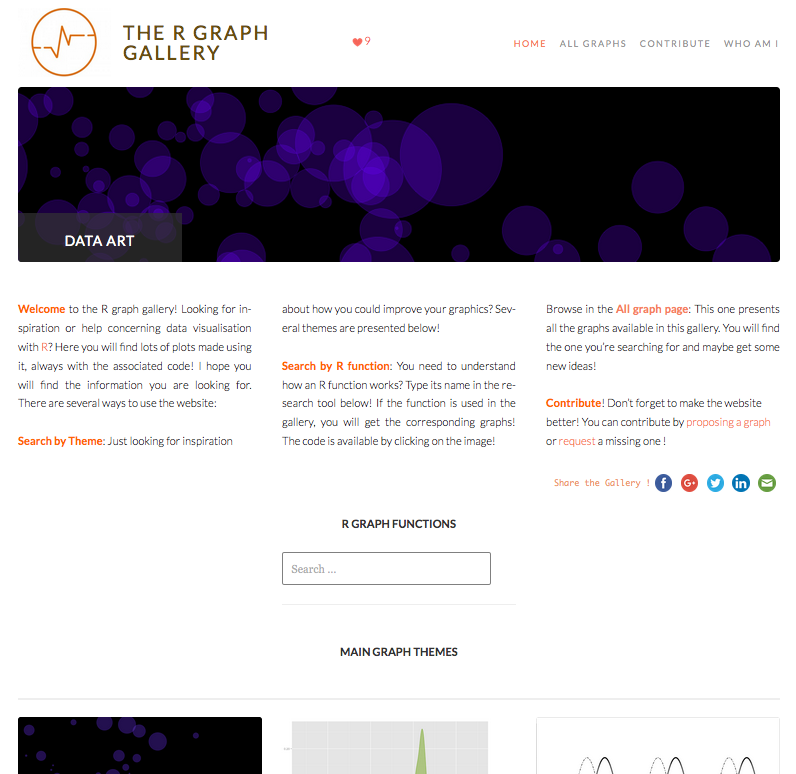 THE R GRAPH
GALLERY
9
HOME ALL GRAPHS CONTRIBUTE WHO AM I
DATA ART
Welcome to the R graph gallery! Looking for in-
spiration or help concerning data visualisation
with R? Here you will find lots of plots made using
it, always with the associated code! I hope you
will find the information you are looking for.
There are several ways to use the website:
Search by Theme: Just looking for inspiration
about how you could improve your graphics? Sev-
eral themes are presented below!
Search by R function: You need to understand
how an R function works? Type its name in the re-
search tool below! If the function is used in the
gallery, you will get the corresponding graphs!
The code is available by clicking on the image!
Browse in the All graph page: This one presents
all the graphs available in this gallery. You will find
the one you're searching for and maybe get some
new ideas!
Contribute! Don't forget to make the website
better! You can contribute by proposing a graph
or request a missing one !
Share the Gallery !
R GRAPH FUNCTIONS
Search ...
MAIN GRAPH THEMES